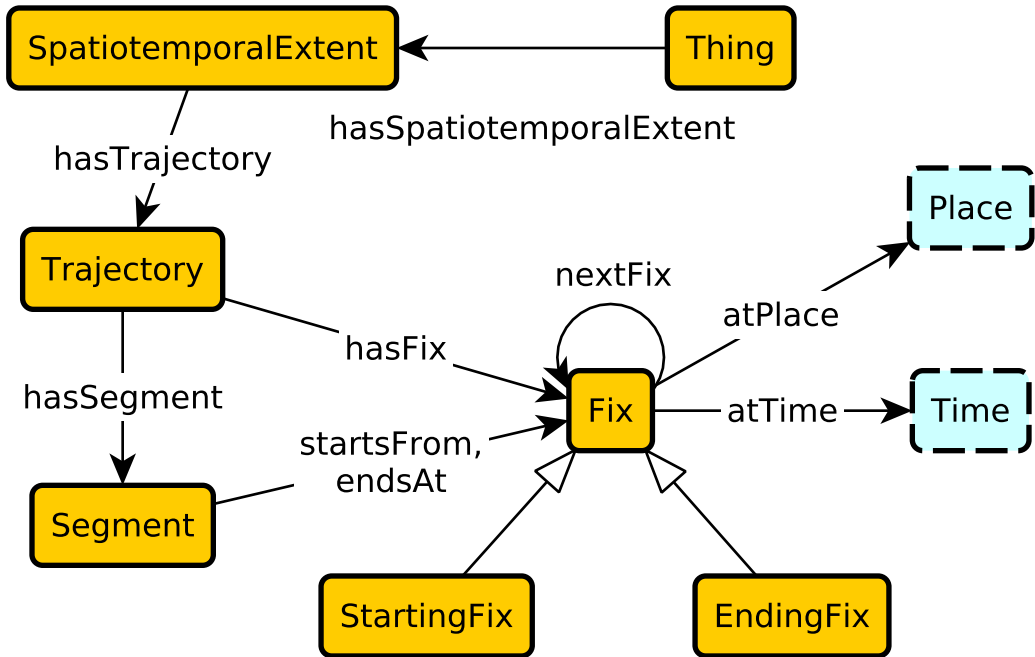 SpatiotemporalExtent
Thing
hasSpatiotemporalExtent
hasTrajectory
Place
Trajectory
nextFix
atPlace
hasFix
hasSegment
Fix
atTime
Time
startsFrom,
endsAt
Segment
StartingFix
EndingFix